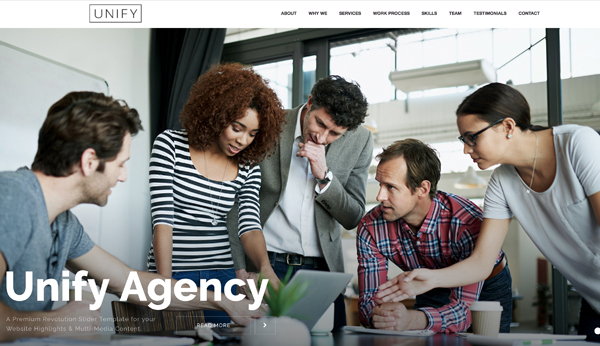 UNIFY
ABOUT WHY WE SERVICES WORK PROCESS SKILLS TEAM TESTIMONIALS CONTACT
Unify Agency
A Premium Revolution Slider Template for your
Website Highlights & Multi-Media Content.
READ MORE